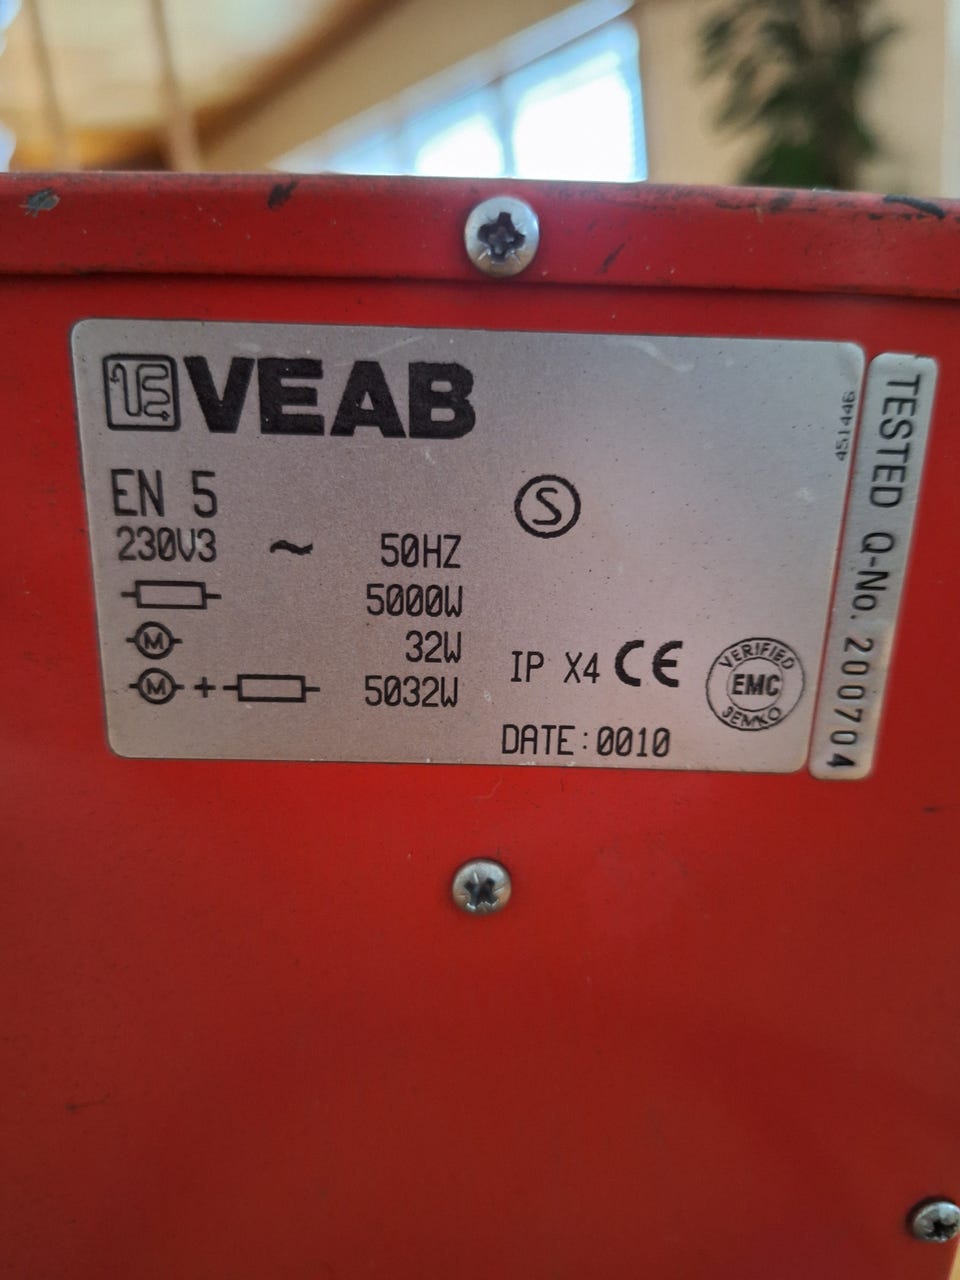 VEAB
EN 5
230V3 ~ 50HZ
5000W
M 32W
M + 5032W
S
IP X4 CE
DATE:0010
VERIFIED
EMC
SEMKO
451446
TESTED Q-No. 200704